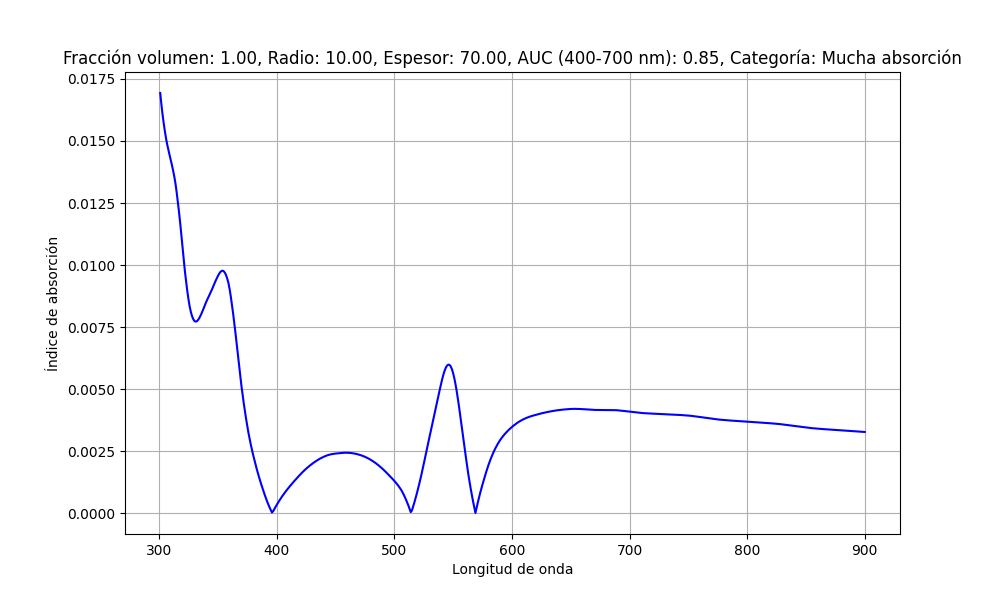 Fracción volumen: 1.00, Radio: 10.00, Espesor: 70.00, AUC (400-700 nm): 0.85, Categoría: Mucha absorción
0.0175
0.0150
0.0125
0.0100
0.0075
0.0050
0.0025
0.0000
Índice de absorción
300 400 500 600 700 800 900
Longitud de onda